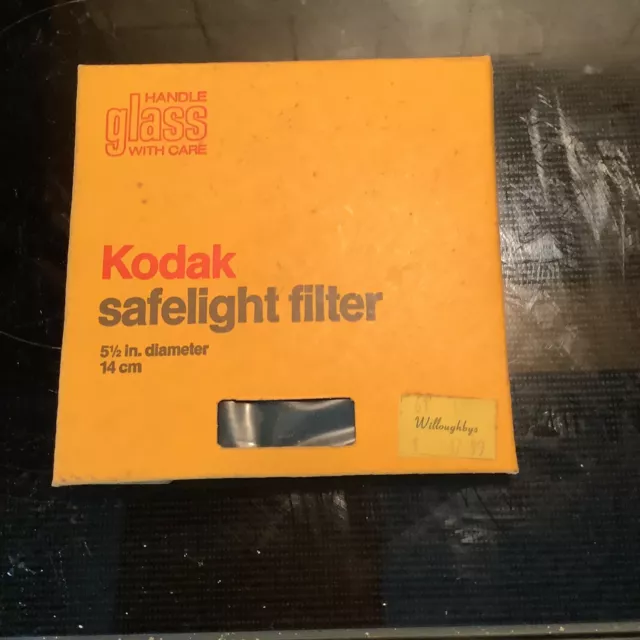 HANDLE
glass
WITH CARE
Kodak
safelight filter
5½ in. diameter
14 cm
Willoughbys